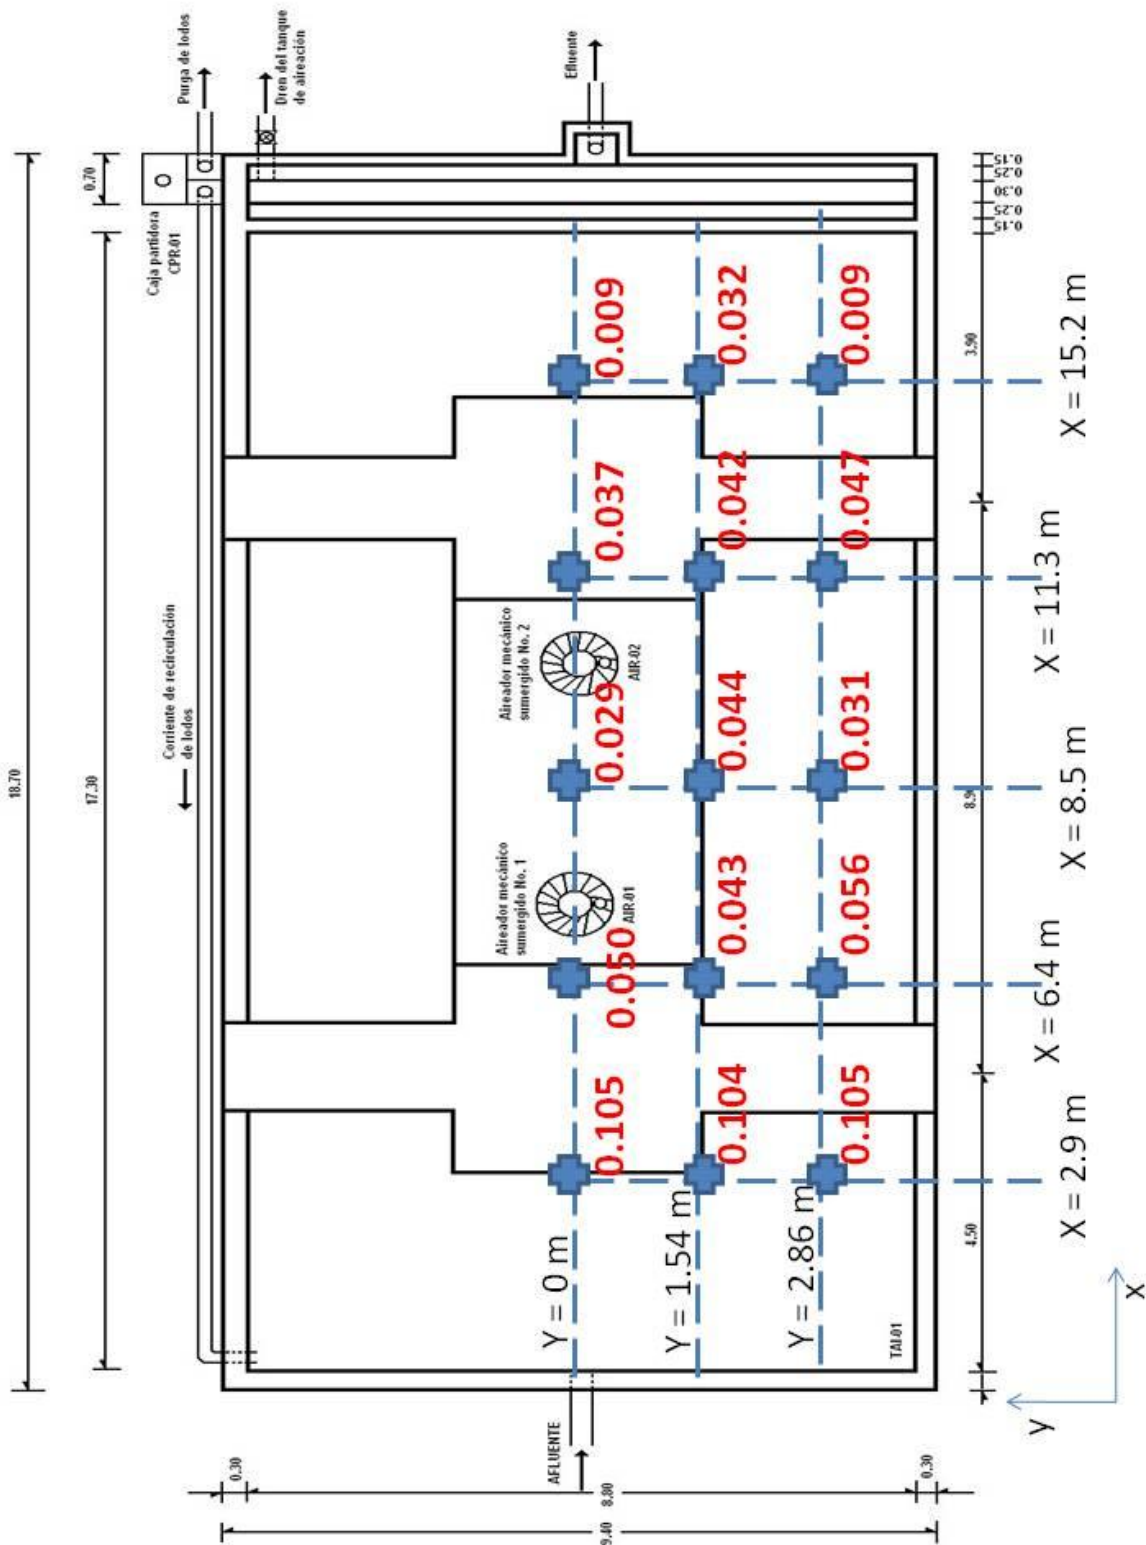 18.70
17.30
0.70
Purga de lodos
Dren del tanque
de aireación
Caja partidora
CPR-01
Corriente de recirculación
de lodos
Efluente
Aireador mecánico
sumergido No. 1
AIR-01
Aireador mecánico
sumergido No. 2
AIR-02
AFLUENTE
9.40
8.80
0.30
0.30
Y = 0 m
0.105
0.050
0.029
0.037
0.009
Y = 1.54 m
0.104
0.043
0.044
0.042
0.032
Y = 2.86 m
0.105
0.056
0.031
0.047
0.009
TAI-01
4.50
8.90
3.90
0.15
0.25
0.30
0.25
0.15
X = 2.9 m
X = 6.4 m
X = 8.5 m
X = 11.3 m
X = 15.2 m
y
x